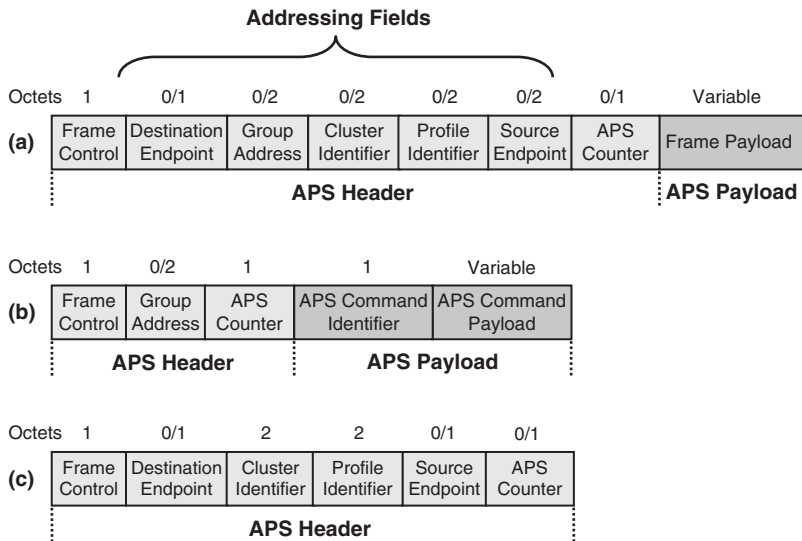 Addressing Fields
Octets 1 0/1 0/2 0/2 0/2 0/2 0/1 Variable
(a) Frame Control Destination Endpoint Group Address Cluster Identifier Profile Identifier Source Endpoint APS Counter Frame Payload
APS Header APS Payload
Octets 1 0/2 1 1 Variable
(b) Frame Control Group Address APS Counter APS Command Identifier APS Command Payload
APS Header APS Payload
Octets 1 0/1 2 2 0/1 0/1
(c) Frame Control Destination Endpoint Cluster Identifier Profile Identifier Source Endpoint APS Counter
APS Header